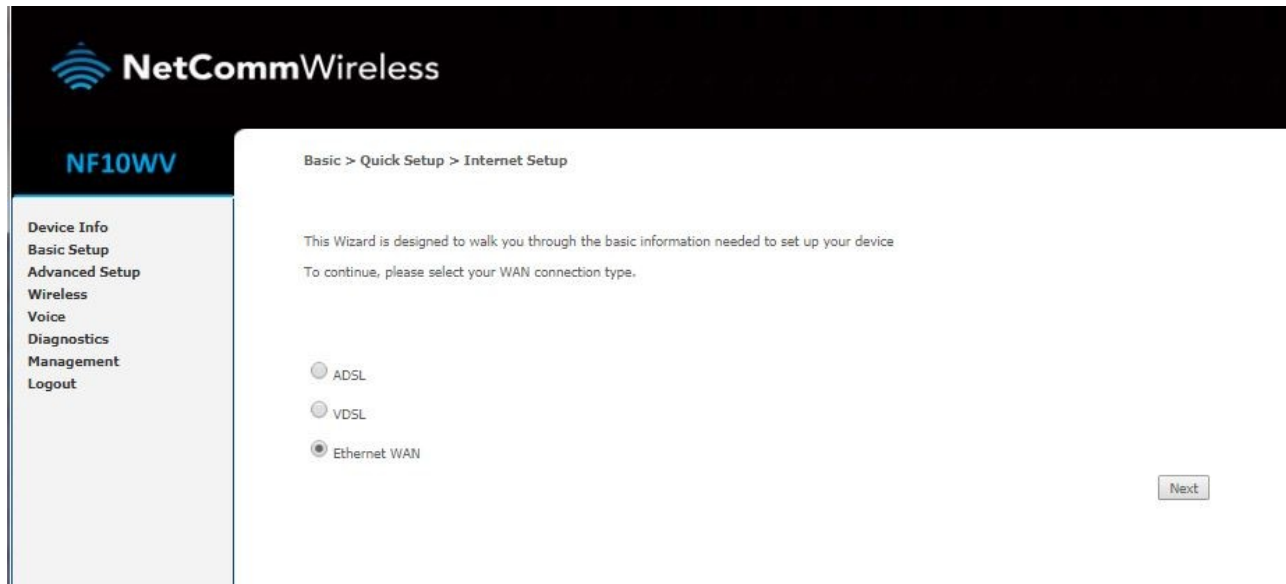 NetCommWireless
NF10WV
Device Info
Basic Setup
Advanced Setup
Wireless
Voice
Diagnostics
Management
Logout
Basic > Quick Setup > Internet Setup
This Wizard is designed to walk you through the basic information needed to set up your device
To continue, please select your WAN connection type.
ADSL
VDSL
Ethernet WAN
Next